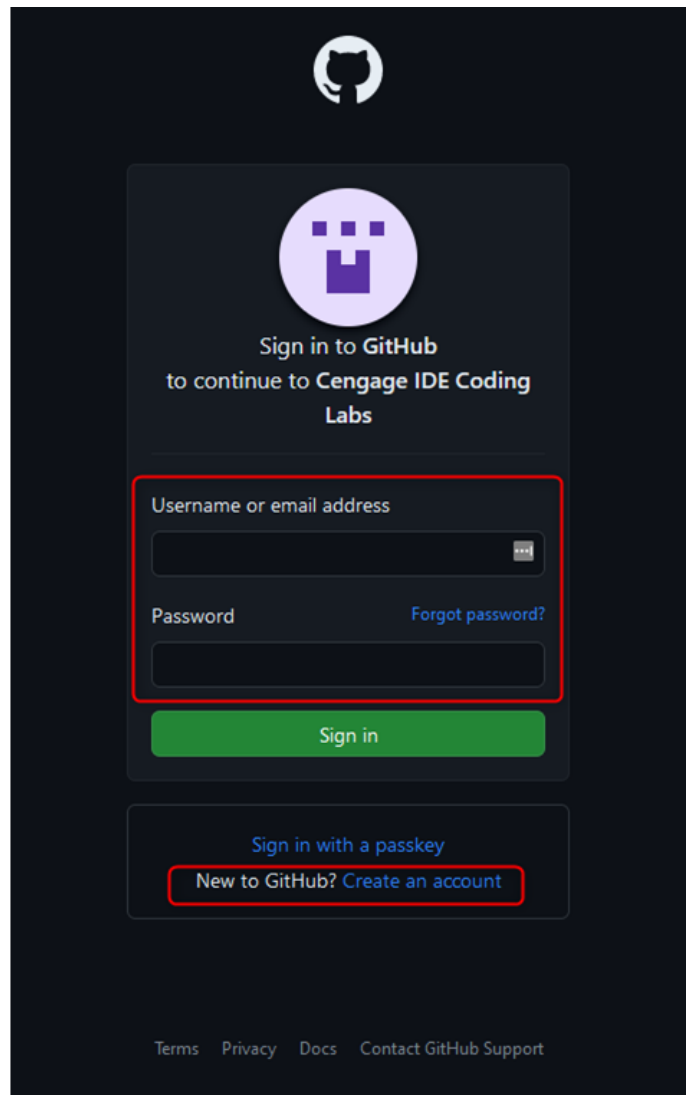 Sign in to GitHub
to continue to Cengage IDE Coding
Labs
Username or email address
Password Forgot password?
Sign in
Sign in with a passkey
New to GitHub? Create an account
Terms Privacy Docs Contact GitHub Support